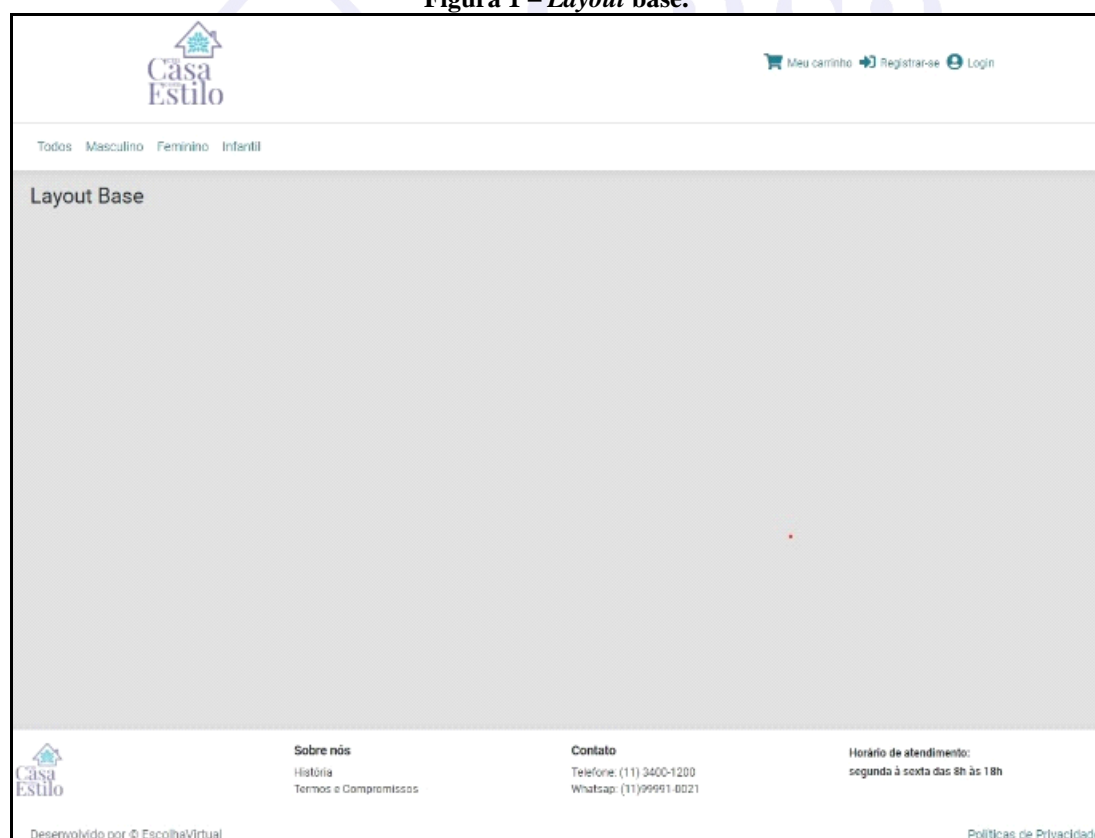 Figura 1 – Layout base.
Casa
Estilo
Meu carrinho Registrar-se Login
Todos Masculino Feminino Infantil
Layout Base
Casa
Estilo
Sobre nós
História
Termos e Compromissos
Contato
Telefone: (11) 3400-1200
Whatsap: (11)99991-0021
Horário de atendimento:
segunda à sexta das 8h às 18h
Desenvolvido por © EscolhaVirtual
Políticas de Privacidade